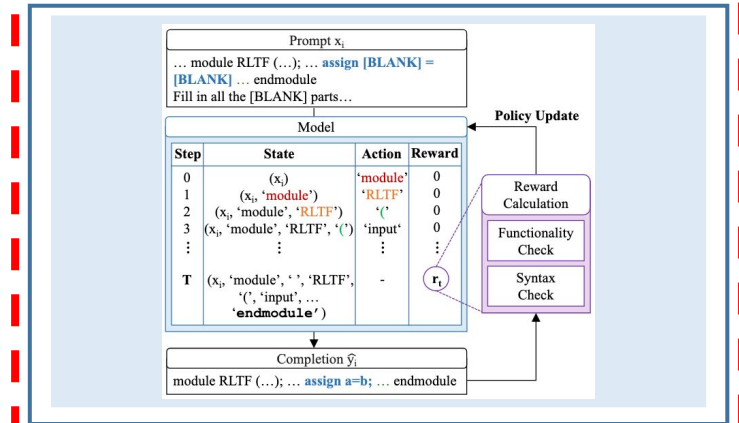 Prompt xi
… module RLTF (…); … assign [BLANK] =
[BLANK] … endmodule
Fill in all the [BLANK] parts…
Policy Update
Model
Step State Action Reward
0 (xi) ‘module’ 0
1 (xi, ‘module’) ‘RLTF’ 0
2 (xi, ‘module’, ‘RLTF’) ‘(’ 0
3 (xi, ‘module’, ‘RLTF’, ‘(’) ‘input‘ 0
⋮ ⋮ ⋮ ⋮
T (xi, ‘module’, ‘ ’, ‘RLTF’, - rt
‘(’, ‘input’, …
‘endmodule’)
Reward
Calculation
Functionality
Check
Syntax
Check
Completion ŷi
module RLTF (…); … assign a=b; … endmodule